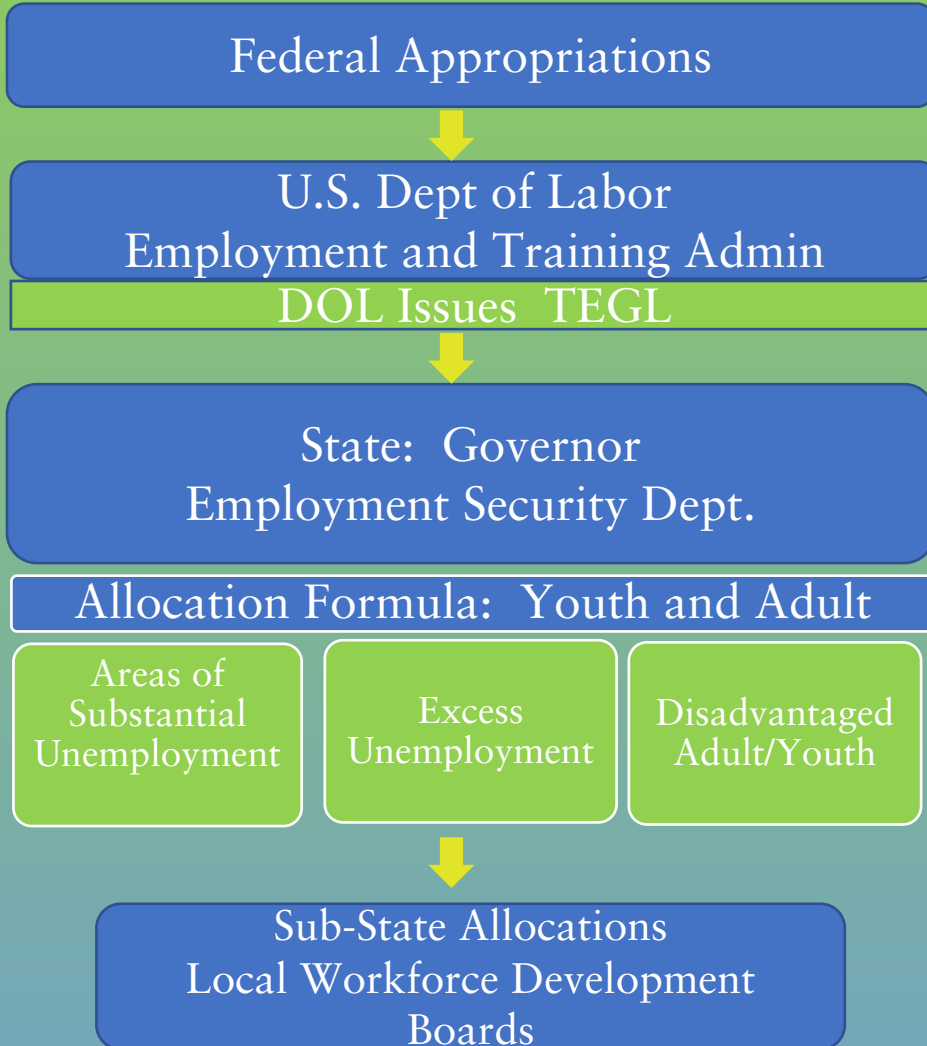 Federal Appropriations
U.S. Dept of Labor
Employment and Training Admin
DOL Issues TEGL
State: Governor
Employment Security Dept.
Allocation Formula: Youth and Adult
Areas of
Substantial
Unemployment
Excess
Unemployment
Disadvantaged
Adult/Youth
Sub-State Allocations
Local Workforce Development
Boards